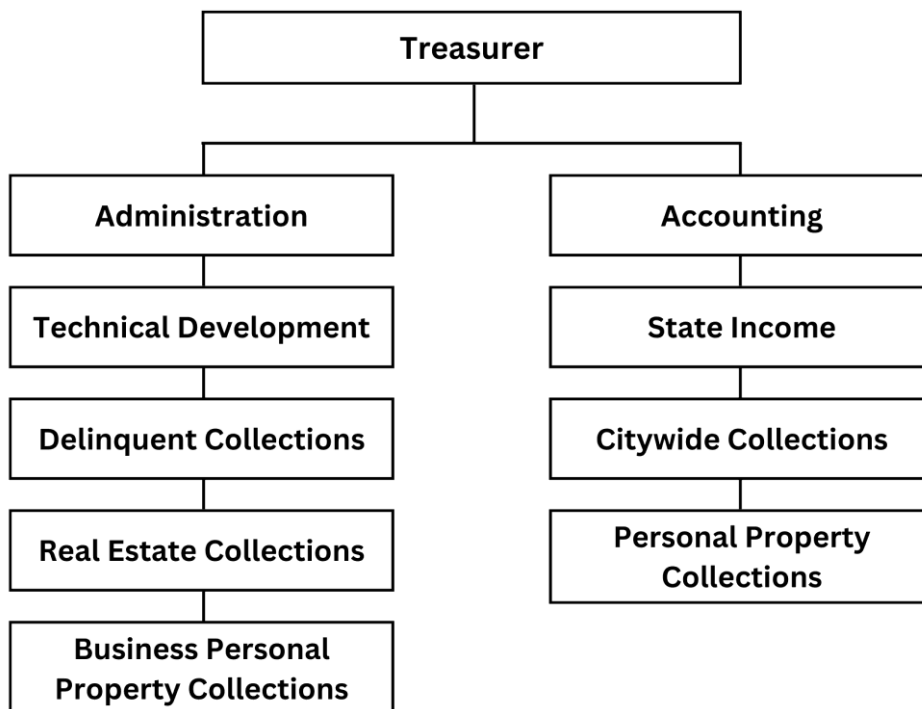 Treasurer
Administration
Accounting
Technical Development
State Income
Delinquent Collections
Citywide Collections
Real Estate Collections
Personal Property
Collections
Business Personal
Property Collections